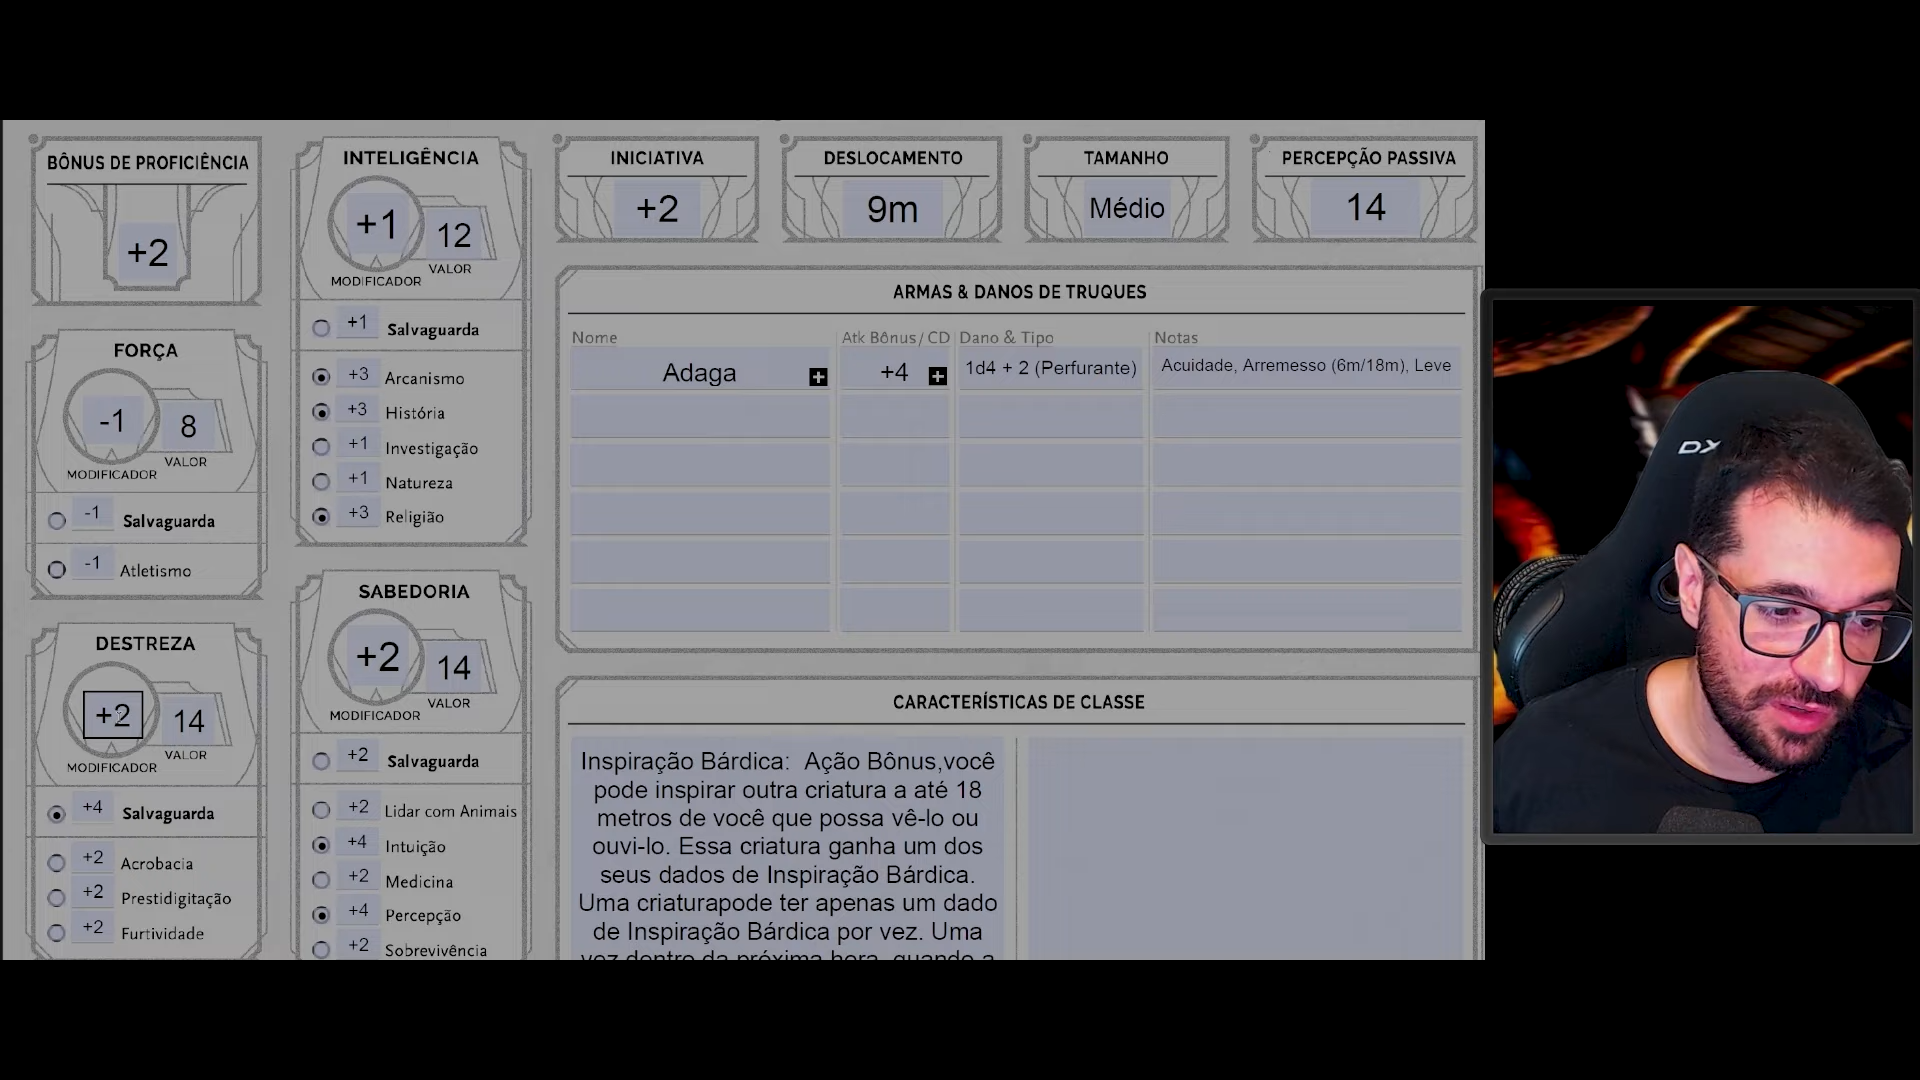 BÔNUS DE PROFICIÊNCIA
+2
FORÇA
-1
8
MODIFICADOR
VALOR
-1 Salvaguarda
-1 Atletismo
DESTREZA
+2
14
MODIFICADOR
VALOR
+4 Salvaguarda
+2 Acrobacia
+2 Prestidigitação
+2 Furtividade
INTELIGÊNCIA
+1
12
MODIFICADOR
VALOR
+1 Salvaguarda
+3 Arcanismo
+3 História
+1 Investigação
+1 Natureza
+3 Religião
SABEDORIA
+2
14
MODIFICADOR
VALOR
+2 Salvaguarda
+2 Lidar com Animais
+4 Intuição
+2 Medicina
+4 Percepção
+2 Sobrevivência
INICIATIVA
+2
DESLOCAMENTO
9m
TAMANHO
Médio
PERCEPÇÃO PASSIVA
14
ARMAS & DANOS DE TRUQUES
Nome Atk Bônus / CD Dano & Tipo Notas
Adaga +4 1d4 + 2 (Perfurante) Acuidade, Arremesso (6m/18m), Leve
CARACTERÍSTICAS DE CLASSE
Inspiração Bárdica: Ação Bônus,você
pode inspirar outra criatura a até 18
metros de você que possa vê-lo ou
ouvi-lo. Essa criatura ganha um dos
seus dados de Inspiração Bárdica.
Uma criaturapode ter apenas um dado
de Inspiração Bárdica por vez. Uma
vez dentro da próxima hora, quando a
DX